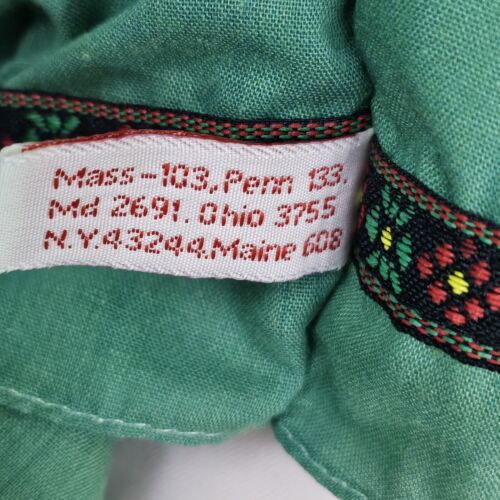 Mass-103, Penn 133.
Md 2691. Ohio 3755
N.Y.43244.Maine 608